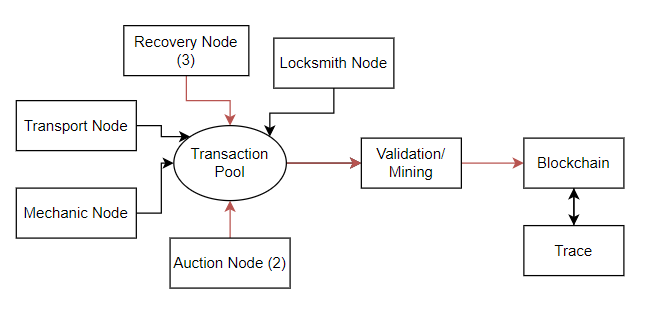 Recovery Node
(3)
Locksmith Node
Transport Node
Transaction
Pool
Validation/
Mining
Blockchain
Mechanic Node
Auction Node (2)
Trace